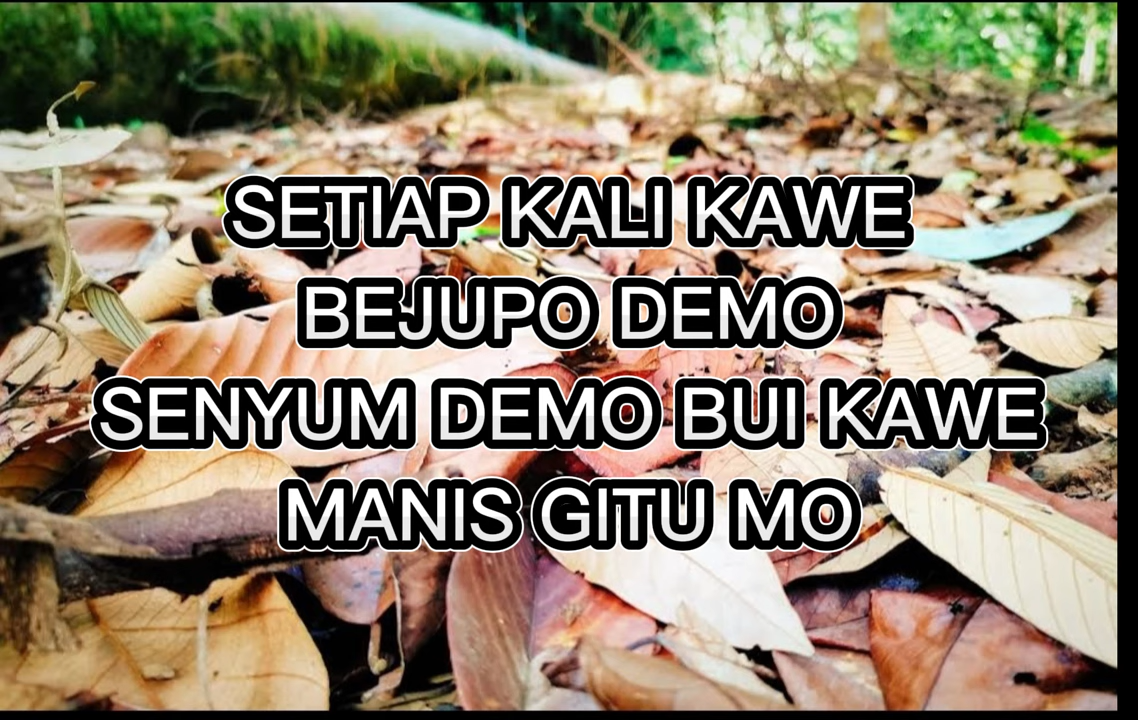 SETIAP KALI KAWE
BEJUPO DEMO
SENYUM DEMO BUI KAWE
MANIS GITU MO